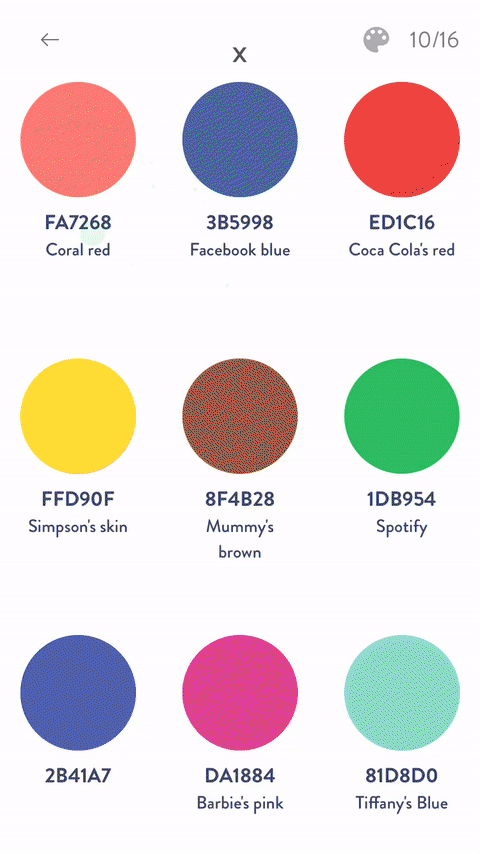 10/16
X
FA7268
Coral red
3B5998
Facebook blue
ED1C16
Coca Cola's red
FFD90F
Simpson's skin
8F4B28
Mummy's
brown
1DB954
Spotify
2B41A7
DA1884
Barbie's pink
81D8D0
Tiffany's Blue